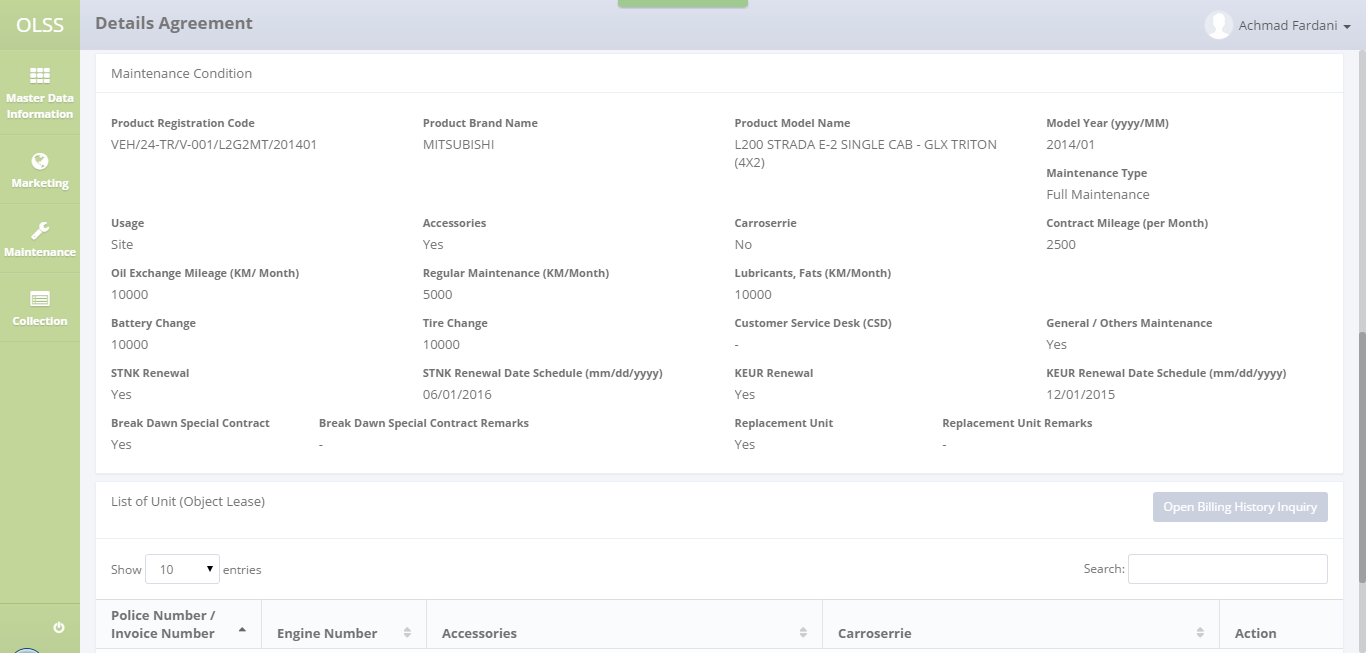 OLSS
Details Agreement
Achmad Fardani
Master Data
Information
Marketing
Maintenance
Collection
Maintenance Condition
Product Registration Code
VEH/24-TR/V-001/L2G2MT/201401
Product Brand Name
MITSUBISHI
Product Model Name
L200 STRADA E-2 SINGLE CAB - GLX TRITON
(4X2)
Model Year (yyyy/MM)
2014/01
Maintenance Type
Full Maintenance
Usage
Site
Accessories
Yes
Carroserrie
No
Contract Mileage (per Month)
2500
Oil Exchange Mileage (KM/ Month)
10000
Regular Maintenance (KM/Month)
5000
Lubricants, Fats (KM/Month)
10000
Battery Change
10000
Tire Change
10000
Customer Service Desk (CSD)
-
General / Others Maintenance
Yes
STNK Renewal
Yes
STNK Renewal Date Schedule (mm/dd/yyyy)
06/01/2016
KEUR Renewal
Yes
KEUR Renewal Date Schedule (mm/dd/yyyy)
12/01/2015
Break Dawn Special Contract
Yes
Break Dawn Special Contract Remarks
-
Replacement Unit
Yes
Replacement Unit Remarks
-
List of Unit (Object Lease)
Open Billing History Inquiry
Show 10 entries
Search:
Police Number /
Invoice Number
Engine Number
Accessories
Carroserrie
Action